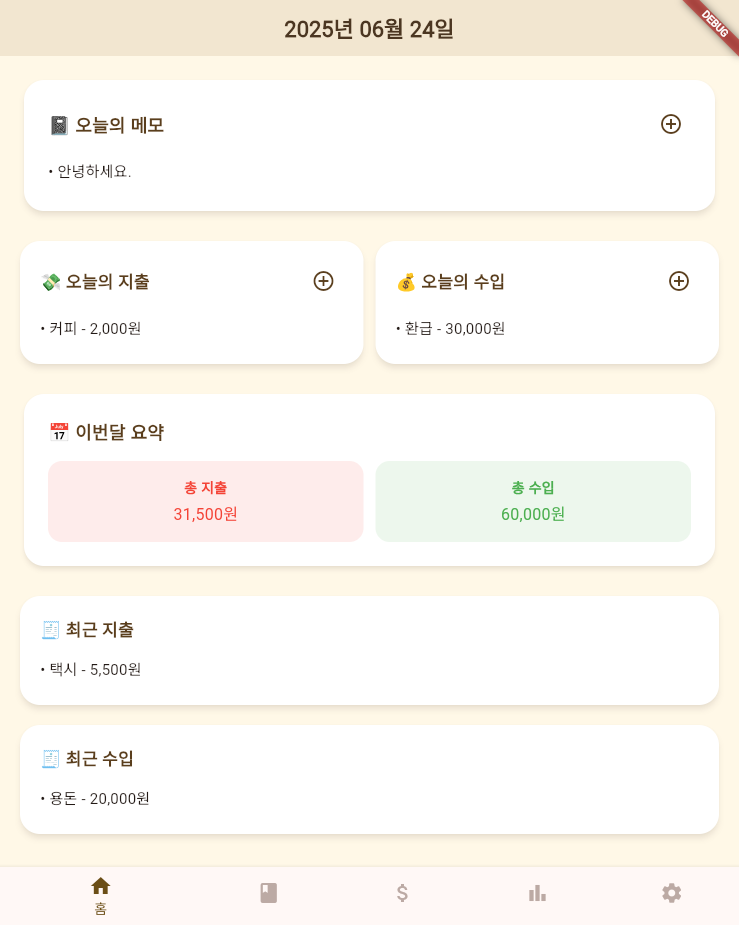 2025년 06월 24일
DEBUG
📓 오늘의 메모
• 안녕하세요.
💸 오늘의 지출
• 커피 - 2,000원
💰 오늘의 수입
• 환급 - 30,000원
📅 이번달 요약
총 지출
31,500원
총 수입
60,000원
🧾 최근 지출
• 택시 - 5,500원
🧾 최근 수입
• 용돈 - 20,000원
홈